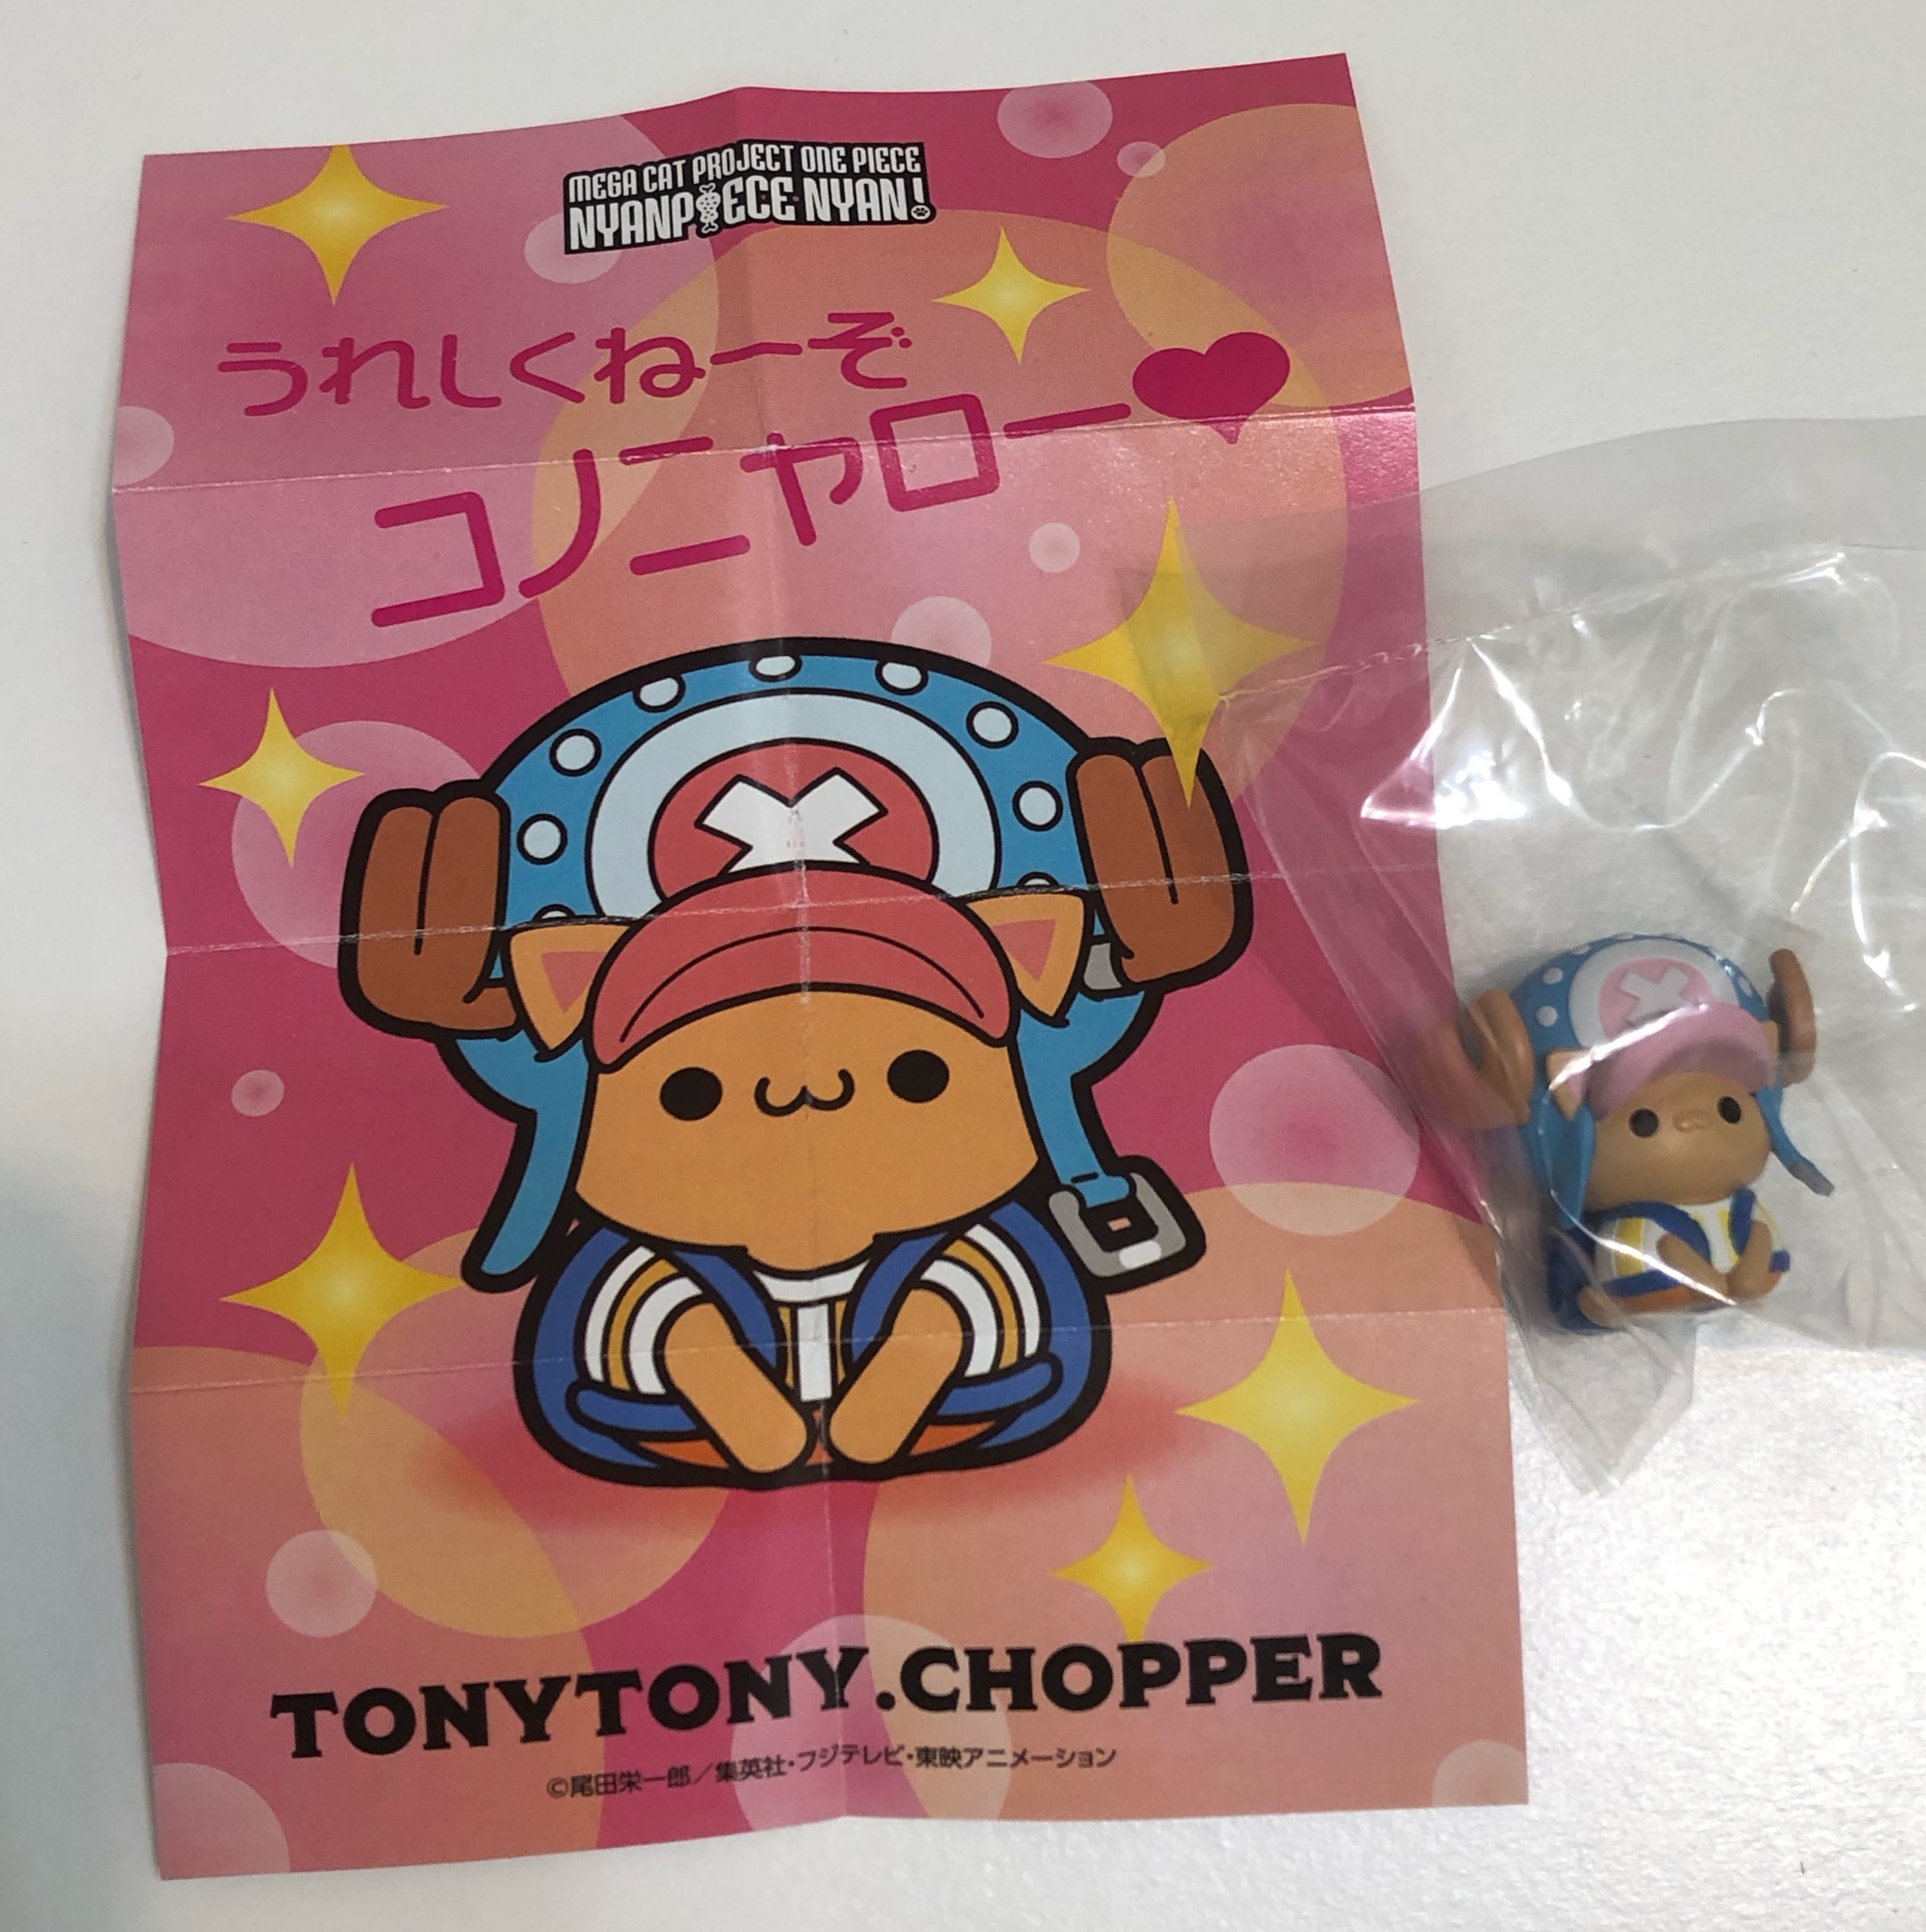 MEGA CAT PROJECT ONE PIECE
NYANPIECE NYAN!
うれしくねーぞ
コノニャロー♥
TONYTONY.CHOPPER
©尾田栄一郎/集英社・フジテレビ・東映アニメーション